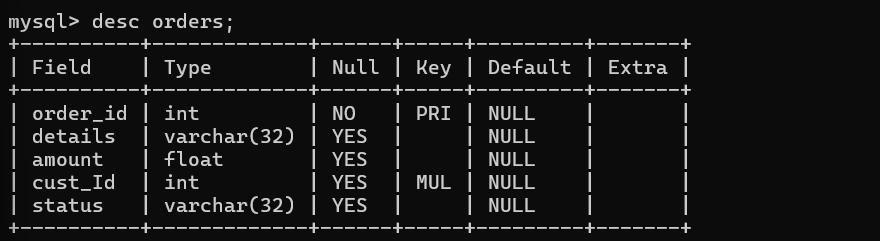 mysql> desc orders;
+----------+-------------+------+-----+---------+-------+
| Field    | Type        | Null | Key | Default | Extra |
+----------+-------------+------+-----+---------+-------+
| order_id | int         | NO   | PRI | NULL    |       |
| details  | varchar(32) | YES  |     | NULL    |       |
| amount   | float       | YES  |     | NULL    |       |
| cust_Id  | int         | YES  | MUL | NULL    |       |
| status   | varchar(32) | YES  |     | NULL    |       |
+----------+-------------+------+-----+---------+-------+